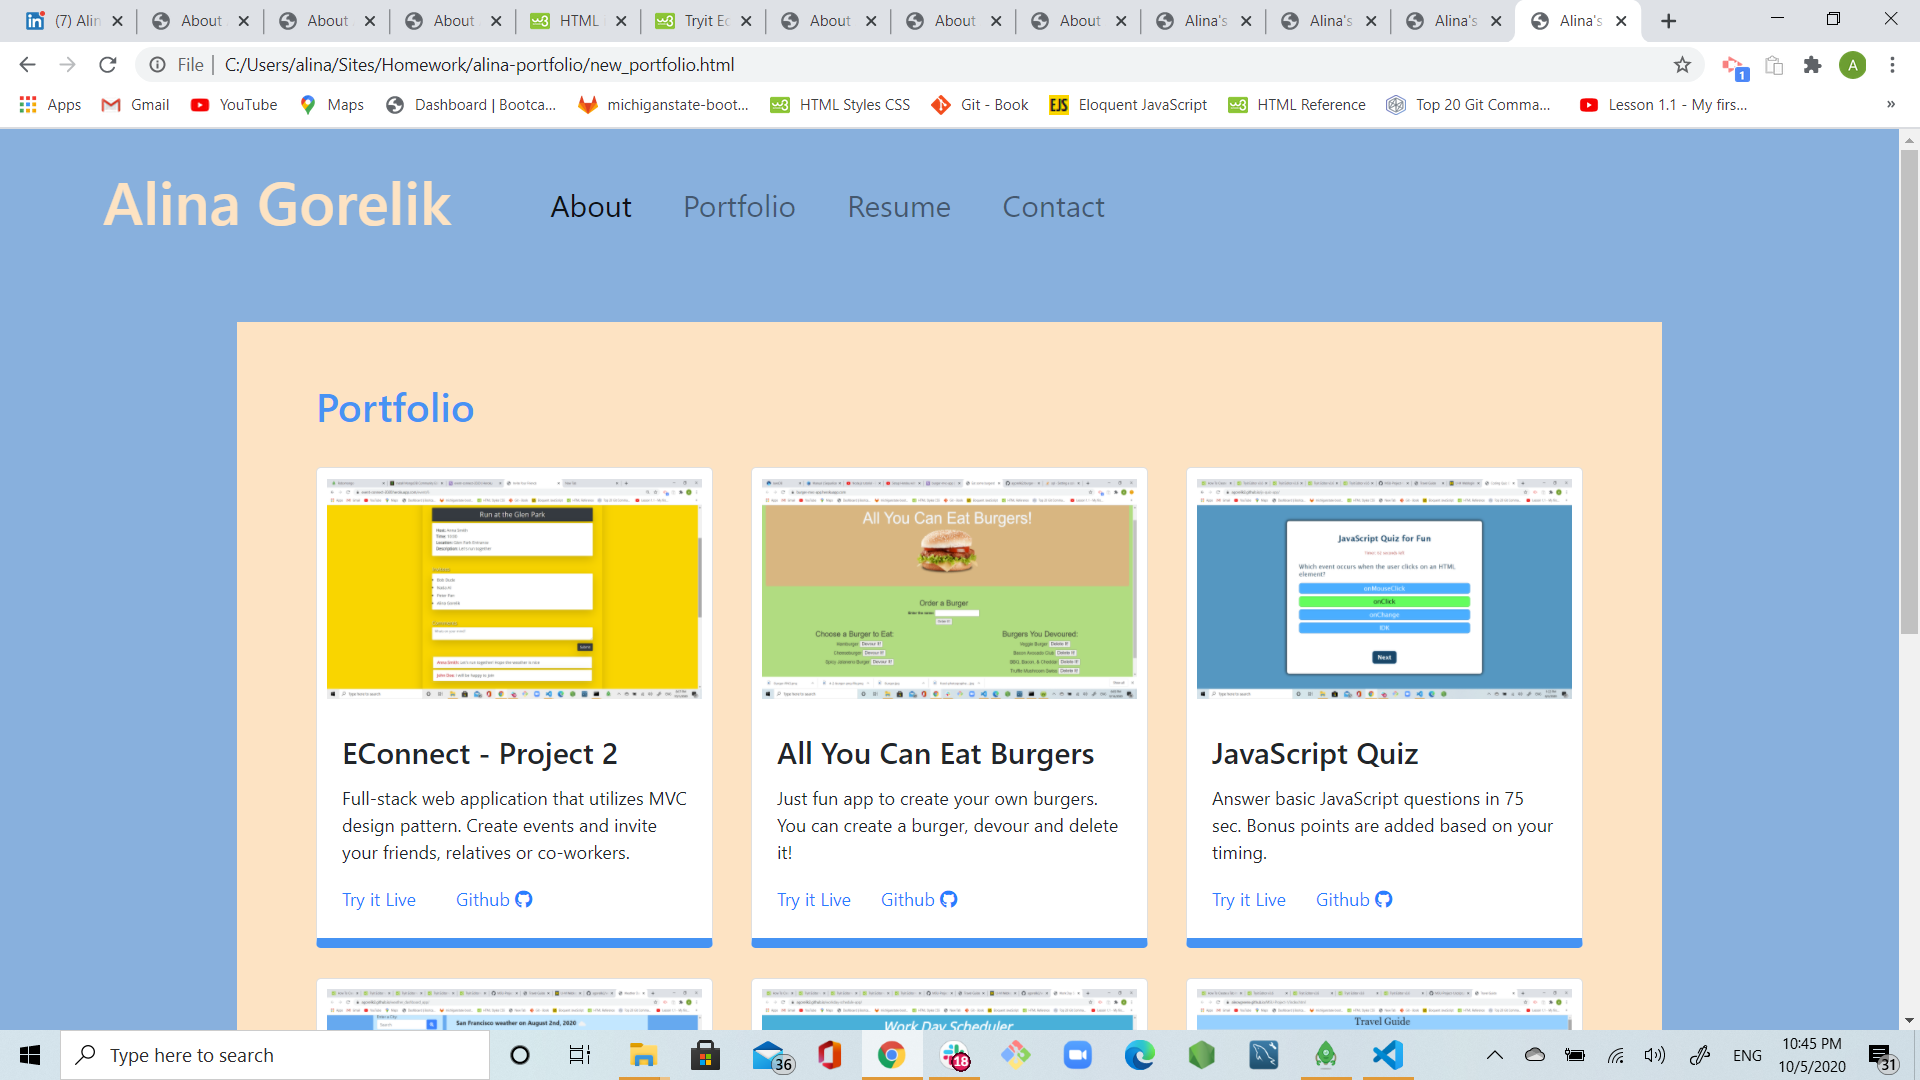 (7) Alin
About
About
About
HTML
Tryit Ec
About
About
About
Alina's
Alina's
Alina's
Alina's
File
C:/Users/alina/Sites/Homework/alina-portfolio/new_portfolio.html
1
A
Apps
Gmail
YouTube
Maps
Dashboard | Bootca...
michiganstate-boot...
HTML Styles CSS
Git - Book
EJS
Eloquent JavaScript
HTML Reference
Top 20 Git Comma...
Lesson 1.1 - My firs...
»
Alina Gorelik
About
Portfolio
Resume
Contact
Portfolio
Run at the Glen Park
All You Can Eat Burgers!
Order a Burger
Choose a Burger to Eat:
Burgers You Devoured:
JavaScript Quiz for Fun
Which event occurs when the user clicks on an HTML
element?
onMouseClick
onClick
onChange
IDK
Next
EConnect - Project 2
Full-stack web application that utilizes MVC
design pattern. Create events and invite
your friends, relatives or co-workers.
Try it Live
Github
All You Can Eat Burgers
Just fun app to create your own burgers.
You can create a burger, devour and delete
it!
Try it Live
Github
JavaScript Quiz
Answer basic JavaScript questions in 75
sec. Bonus points are added based on your
timing.
Try it Live
Github
San Francisco weather on August 2nd, 2020
Work Day Scheduler
Travel Guide
Type here to search
36
18
ENG
10:45 PM
10/5/2020
31